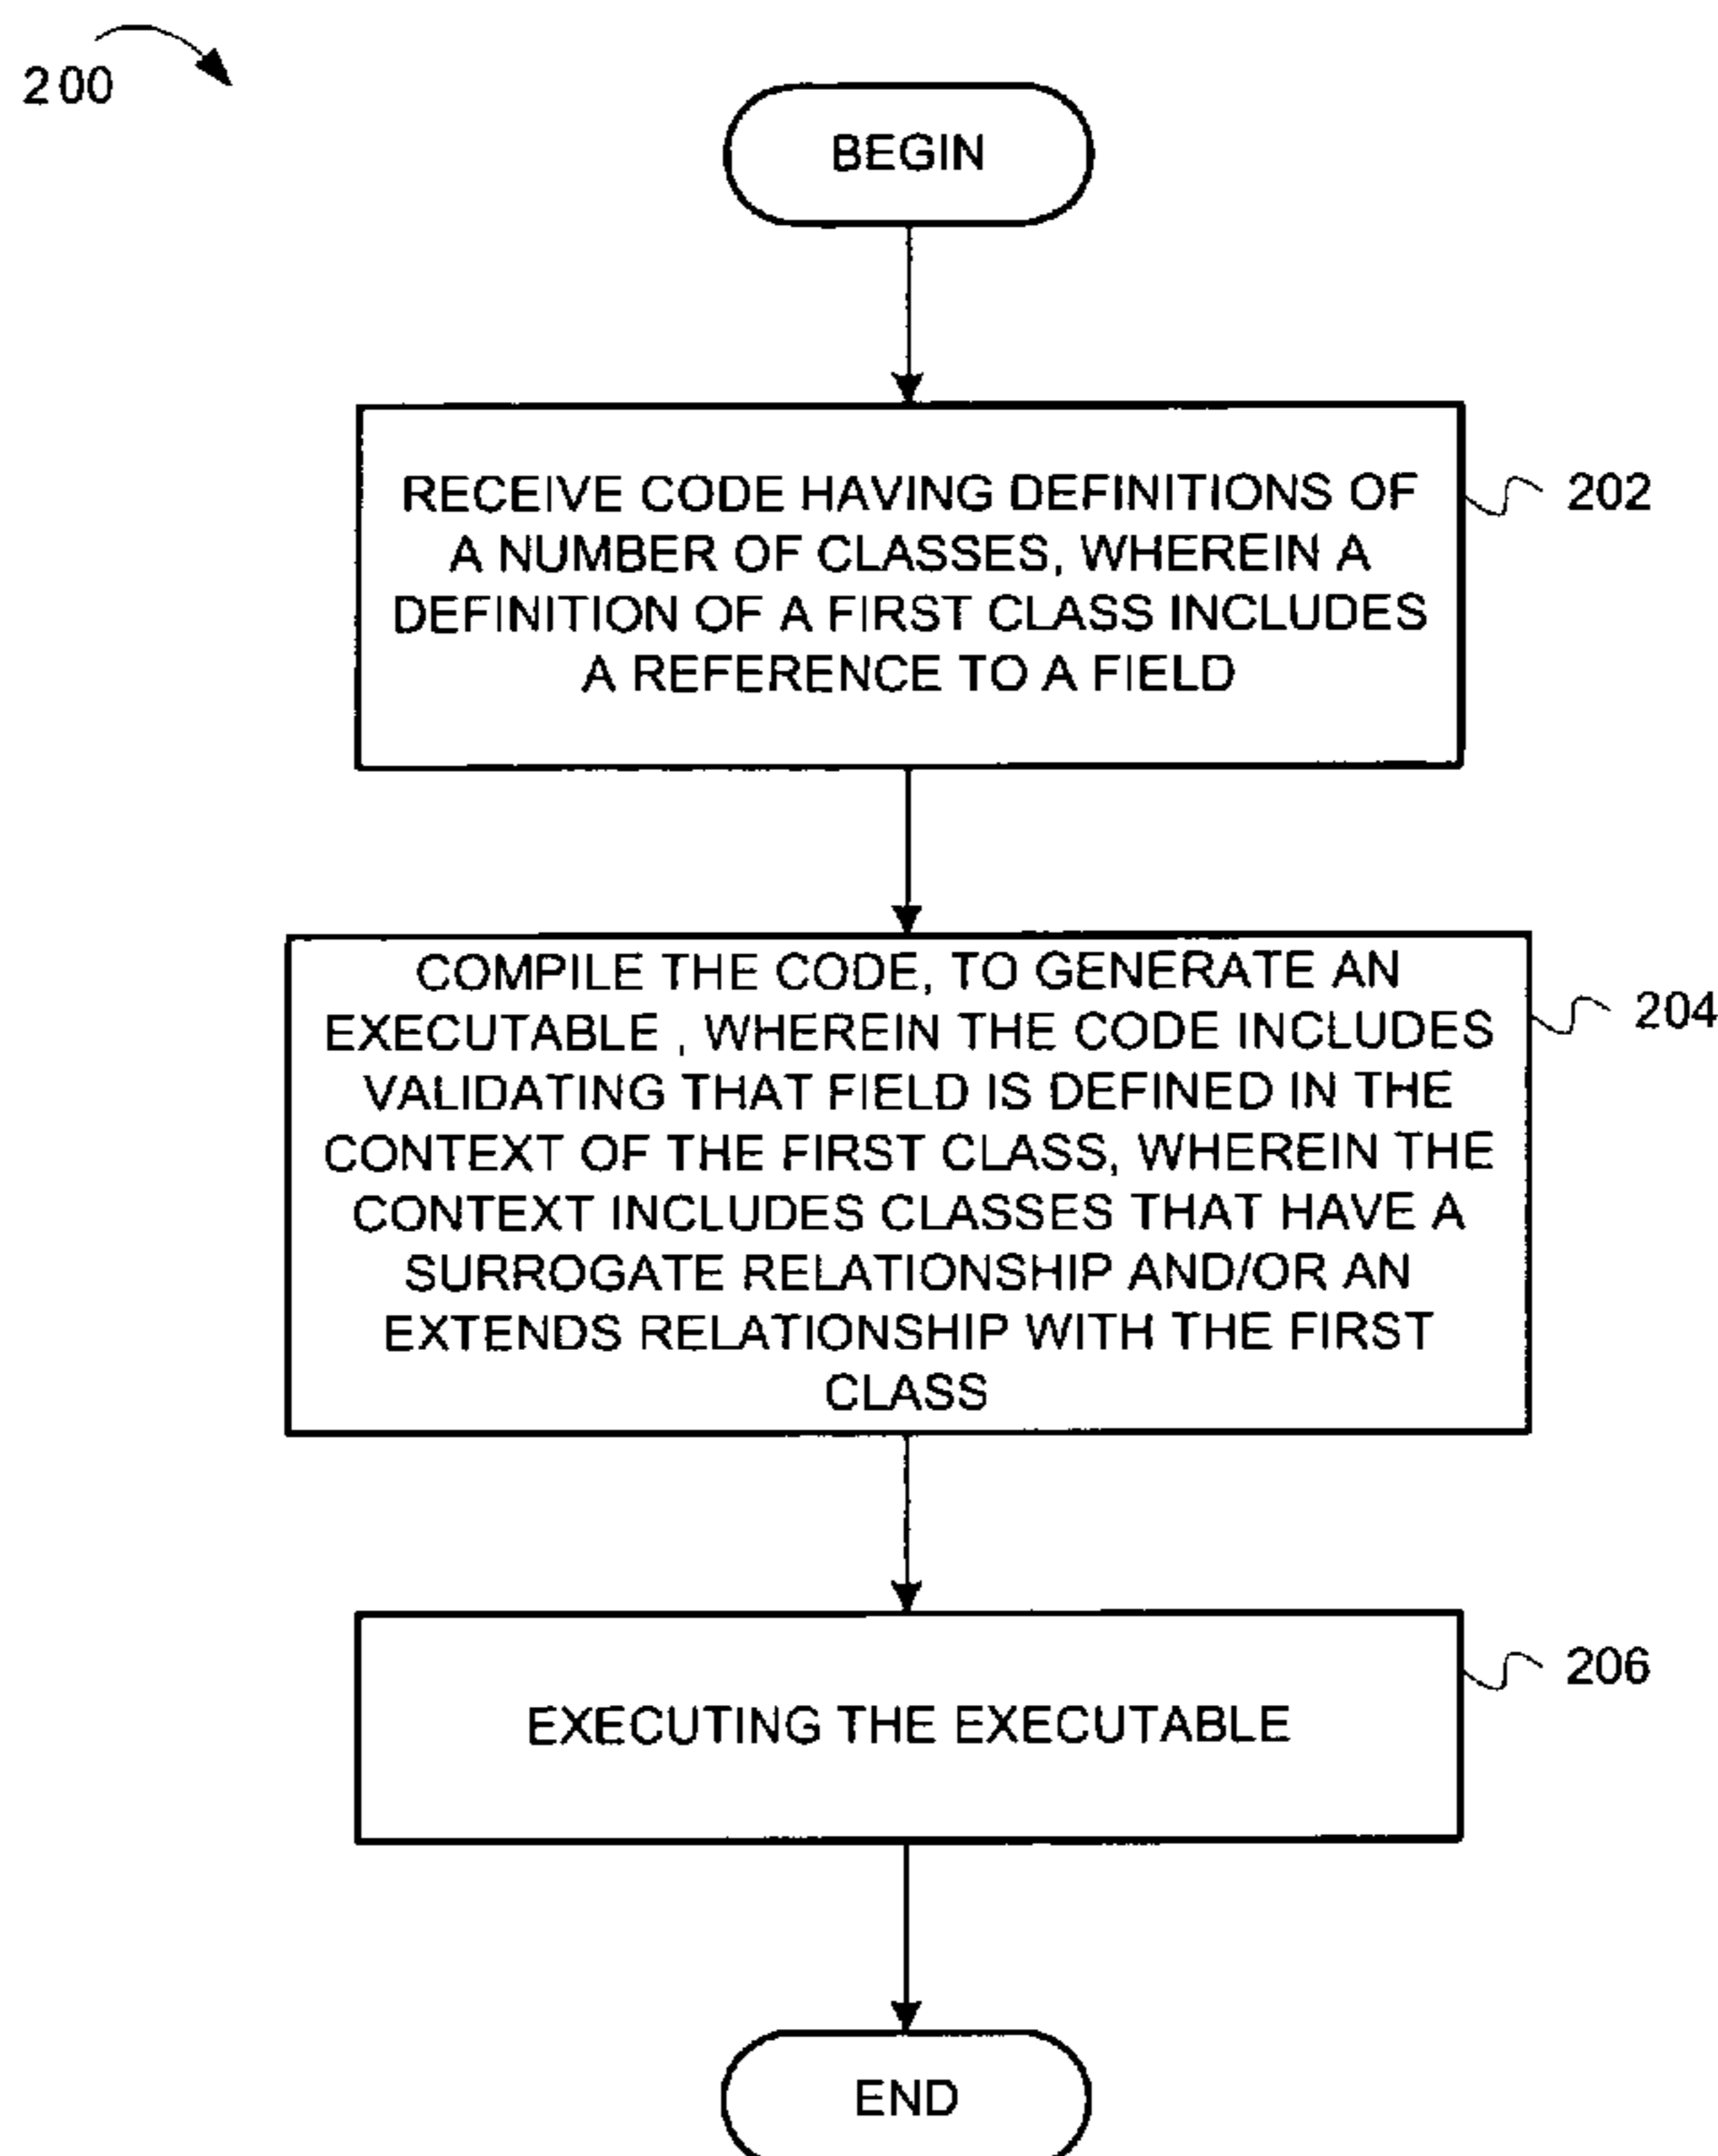 200
BEGIN
RECEIVE CODE HAVING DEFINITIONS OF
A NUMBER OF CLASSES, WHEREIN A
DEFINITION OF A FIRST CLASS INCLUDES
A REFERENCE TO A FIELD
202
COMPILE THE CODE, TO GENERATE AN
EXECUTABLE , WHEREIN THE CODE INCLUDES
VALIDATING THAT FIELD IS DEFINED IN THE
CONTEXT OF THE FIRST CLASS, WHEREIN THE
CONTEXT INCLUDES CLASSES THAT HAVE A
SURROGATE RELATIONSHIP AND/OR AN
EXTENDS RELATIONSHIP WITH THE FIRST
CLASS
204
EXECUTING THE EXECUTABLE
206
END